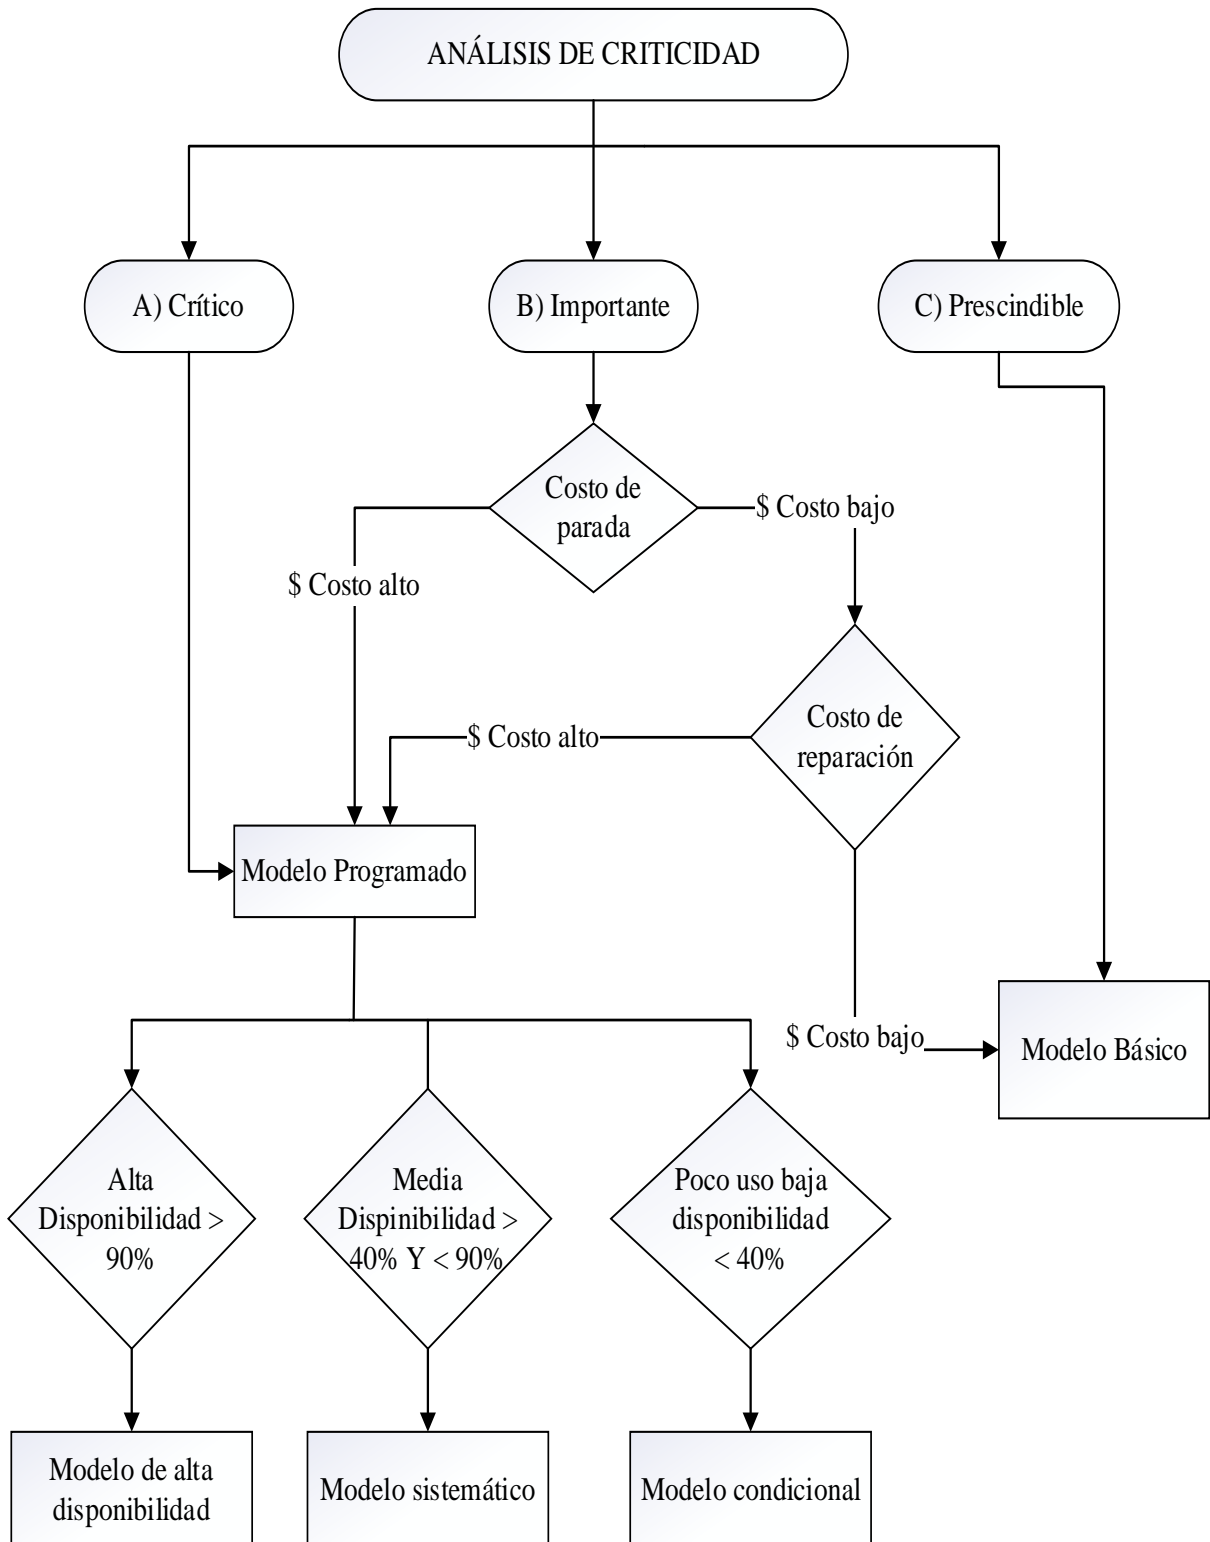 ANÁLISIS DE CRITICIDAD
A) Crítico
B) Importante
C) Prescindible
Costo de
parada
$ Costo bajo
$ Costo alto
Costo de
reparación
$ Costo alto
Modelo Programado
$ Costo bajo
Modelo Básico
Alta
Disponibilidad >
90%
Media
Dispinibilidad >
40% Y < 90%
Poco uso baja
disponibilidad
< 40%
Modelo de alta
disponibilidad
Modelo sistemático
Modelo condicional